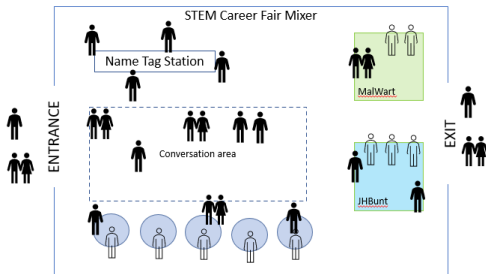 STEM Career Fair Mixer
Name Tag Station
MalWart
ENTRANCE
EXIT
Conversation area
JHBunt